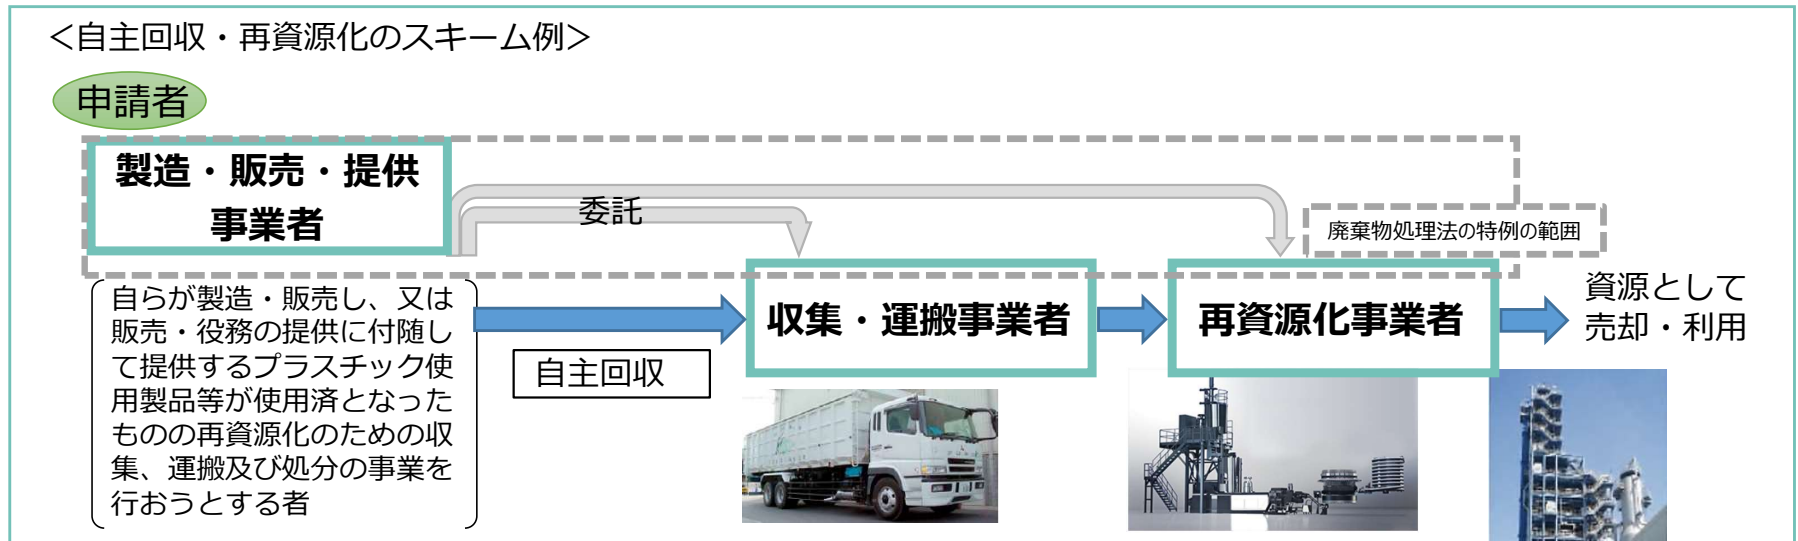 ＜自主回収・再資源化のスキーム例＞
申請者
製造・販売・提供
事業者
委託
廃棄物処理法の特例の範囲
自らが製造・販売し、又は
販売・役務の提供に付随し
て提供するプラスチック使
用製品等が使用済となった
ものの再資源化のための収
集、運搬及び処分の事業を
行おうとする者
自主回収
収集・運搬事業者
再資源化事業者
資源として
売却・利用